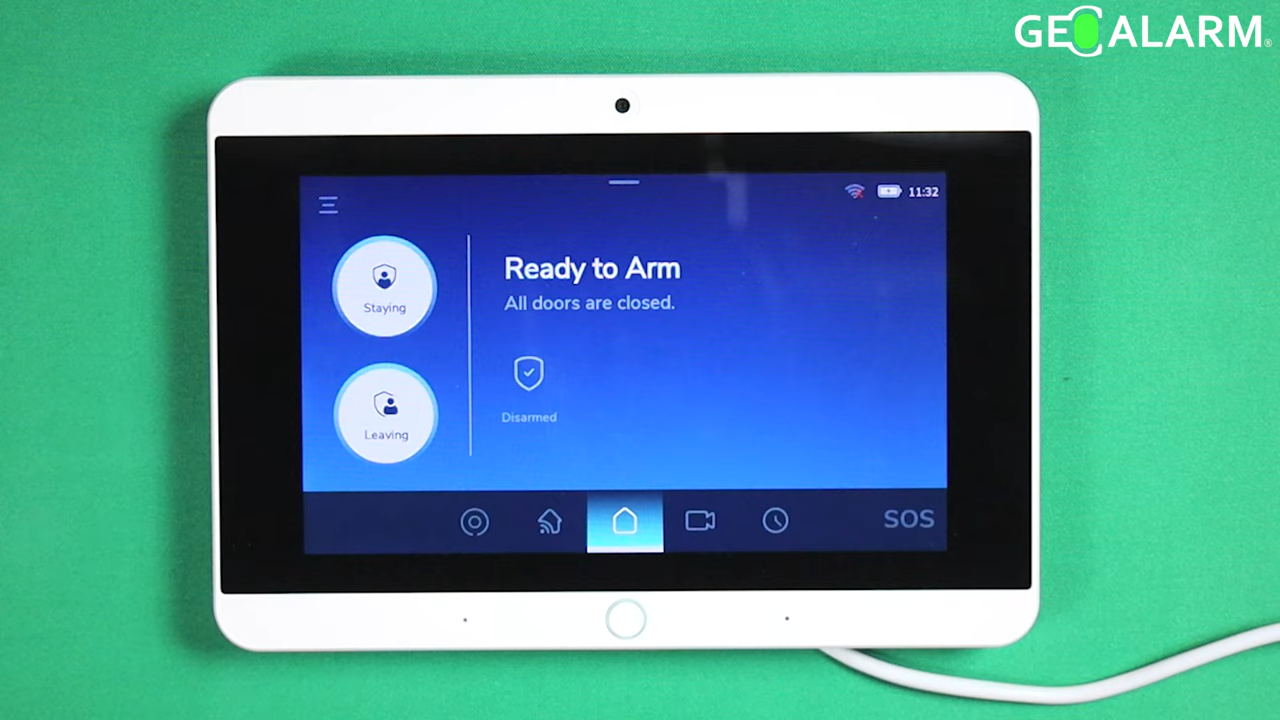 GEOALARM®
11:32
Ready to Arm
All doors are closed.
Staying
Disarmed
Leaving
SOS